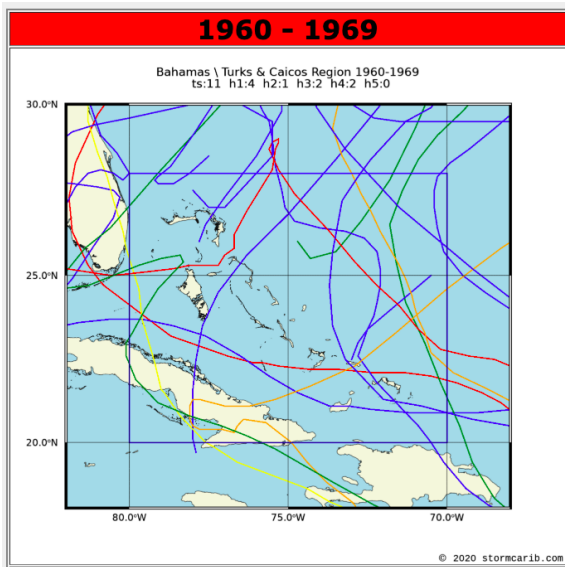 1960 - 1969
Bahamas \ Turks & Caicos Region 1960-1969
ts:11 h1:4 h2:1 h3:2 h4:2 h5:0
30.0°N
25.0°N
20.0°N
80.0°W 75.0°W 70.0°W
© 2020 stormcarib.com